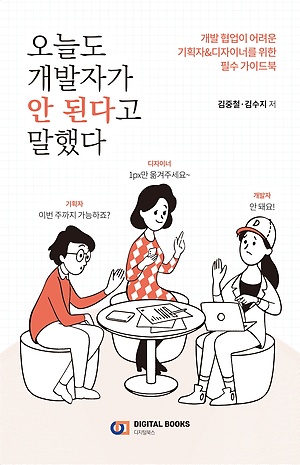 오늘도
개발자가
안 된다고
말했다
개발 협업이 어려운
기획자&디자이너를 위한
필수 가이드북
김중철·김수지 저
디자이너
1px만 옮겨주세요~
기획자
이번 주까지 가능하죠?
개발자
안 돼요!
D
DIGITAL BOOKS
디지털북스